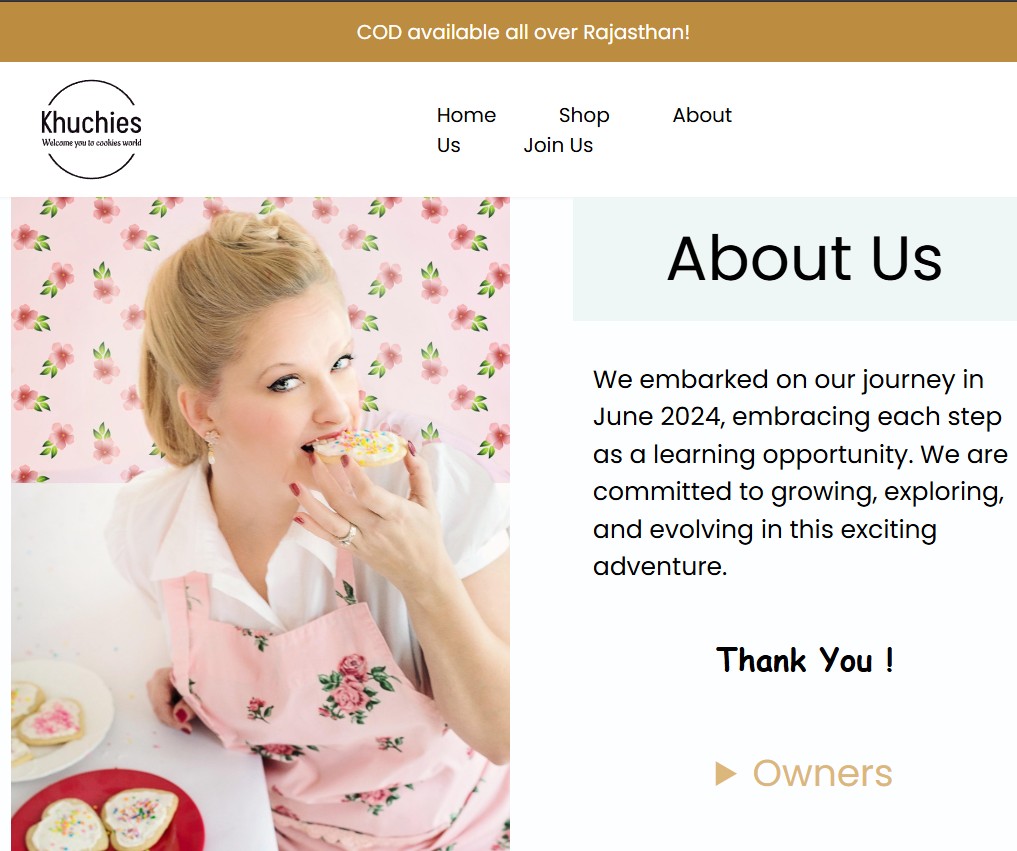 COD available all over Rajasthan!
Khuchies
Welcome you to cookies world
Home Shop About
Us Join Us
About Us
We embarked on our journey in
June 2024, embracing each step
as a learning opportunity. We are
committed to growing, exploring,
and evolving in this exciting
adventure.
Thank You !
▶ Owners